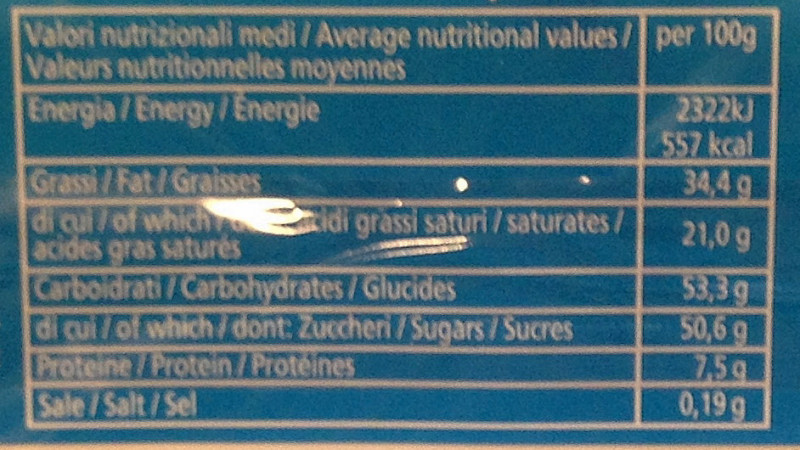 Valori nutrizionali medi / Average nutritional values / per 100g
Valeurs nutritionnelles moyennes
Energia / Energy / Énergie 2322kJ
557 kcal
Grassi / Fat / Graisses 34,4 g
di cui / of which / grassi saturi / saturates / 21,0 g
acides gras saturés
Carboidrati / Carbohydrates / Glucides 53,3 g
di cui / of which / dont: Zuccheri / Sugars / Sucres 50,6 g
Proteine / Protein / Protéines 7,5 g
Sale / Salt / Sel 0,19 g